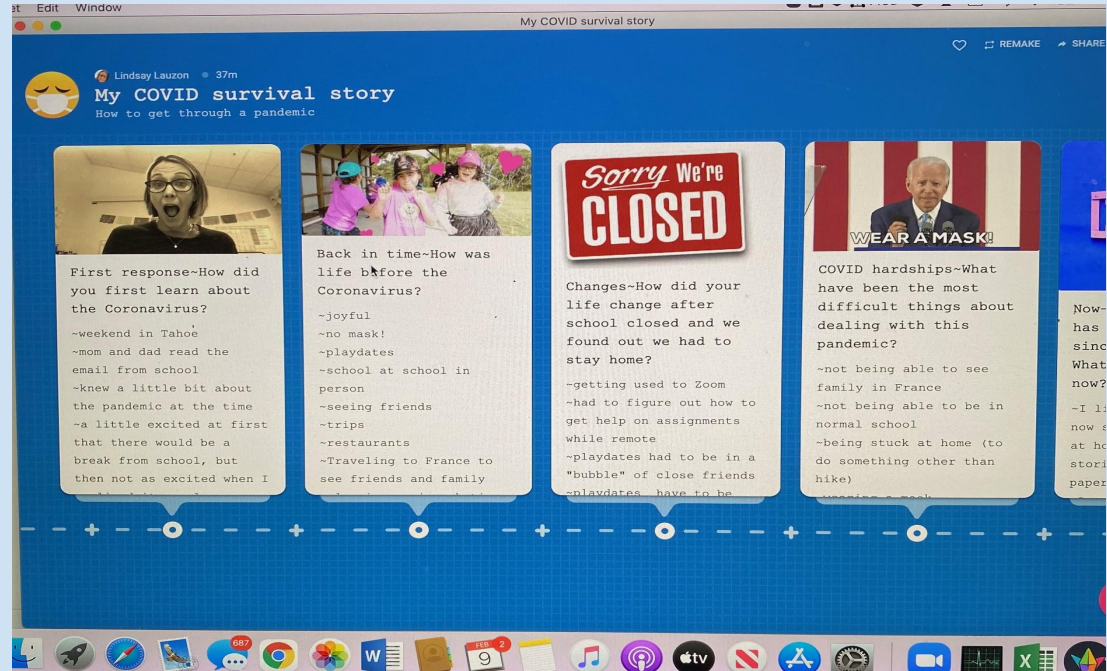 Edit Window
My COVID survival story
REMAKE
SHARE
Lindsay Lauzon • 37m
My COVID survival story
How to get through a pandemic
First response~How did
you first learn about
the Coronavirus?
~weekend in Tahoe
~mom and dad read the
email from school
~knew a little bit about
the pandemic at the time
~a little excited at first
that there would be a
break from school, but
then not as excited when I
Back in time~How was
life before the
Coronavirus?
~joyful
~no mask!
~playdates
~school at school in
person
~seeing friends
~trips
~restaurants
~Traveling to France to
see friends and family
Sorry We're
CLOSED
Changes~How did your
life change after
school closed and we
found out we had to
stay home?
~getting used to Zoom
~had to figure out how to
get help on assignments
while remote
~playdates had to be in a
"bubble" of close friends
~playdates have to be
WEAR A MASK!
COVID hardships~What
have been the most
difficult things about
dealing with this
pandemic?
~not being able to see
family in France
~not being able to be in
normal school
~being stuck at home (to
do something other than
hike)
~wearing a mask
Now-
has
sinc
What
now?
~I li
now s
at ho
stori
paper
687
W
FEB 2
9
tv
X